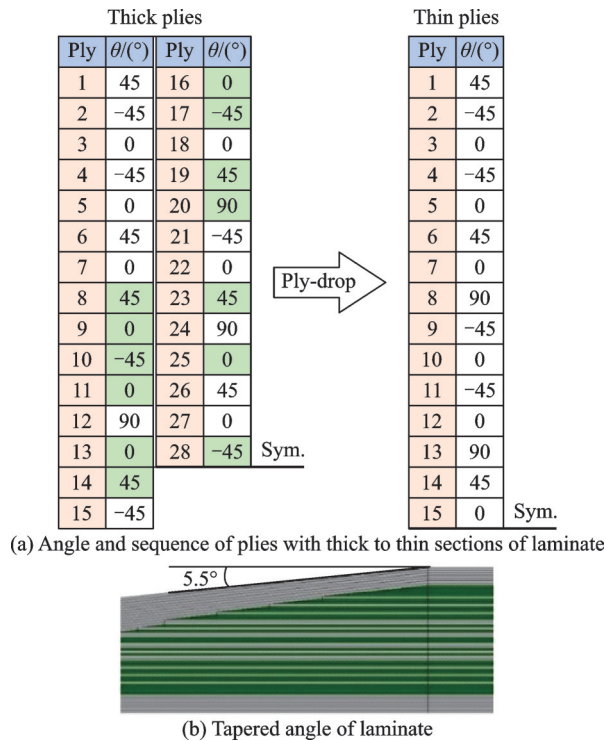 Thick plies
Thin plies
Ply θ/(°) Ply θ/(°)
Ply θ/(°)
1 45 16 0
1 45
2 −45 17 −45
2 −45
3 0 18 0
3 0
4 −45 19 45
4 −45
5 0 20 90
5 0
6 45 21 −45
6 45
7 0 22 0
7 0
8 45 23 45
8 90
9 0 24 90
9 −45
10 −45 25 0
10 0
11 0 26 45
11 −45
12 90 27 0
12 0
13 0 28 −45 Sym.
13 90
14 45
14 45
15 −45
15 0 Sym.
Ply-drop
(a) Angle and sequence of plies with thick to thin sections of laminate
5.5°
(b) Tapered angle of laminate